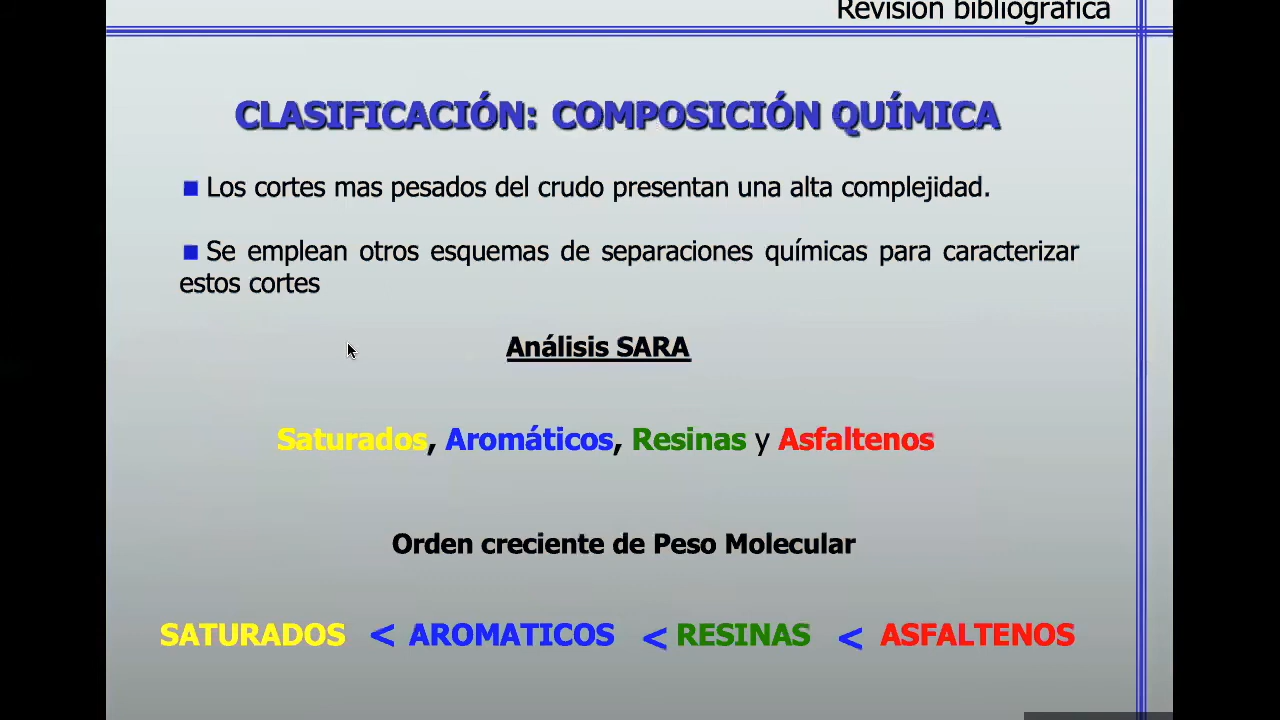 Revisión bibliográfica
CLASIFICACIÓN: COMPOSICIÓN QUÍMICA
Los cortes mas pesados del crudo presentan una alta complejidad.
Se emplean otros esquemas de separaciones químicas para caracterizar
estos cortes
Análisis SARA
Saturados, Aromáticos, Resinas y Asfaltenos
Orden creciente de Peso Molecular
SATURADOS < AROMATICOS < RESINAS < ASFALTENOS